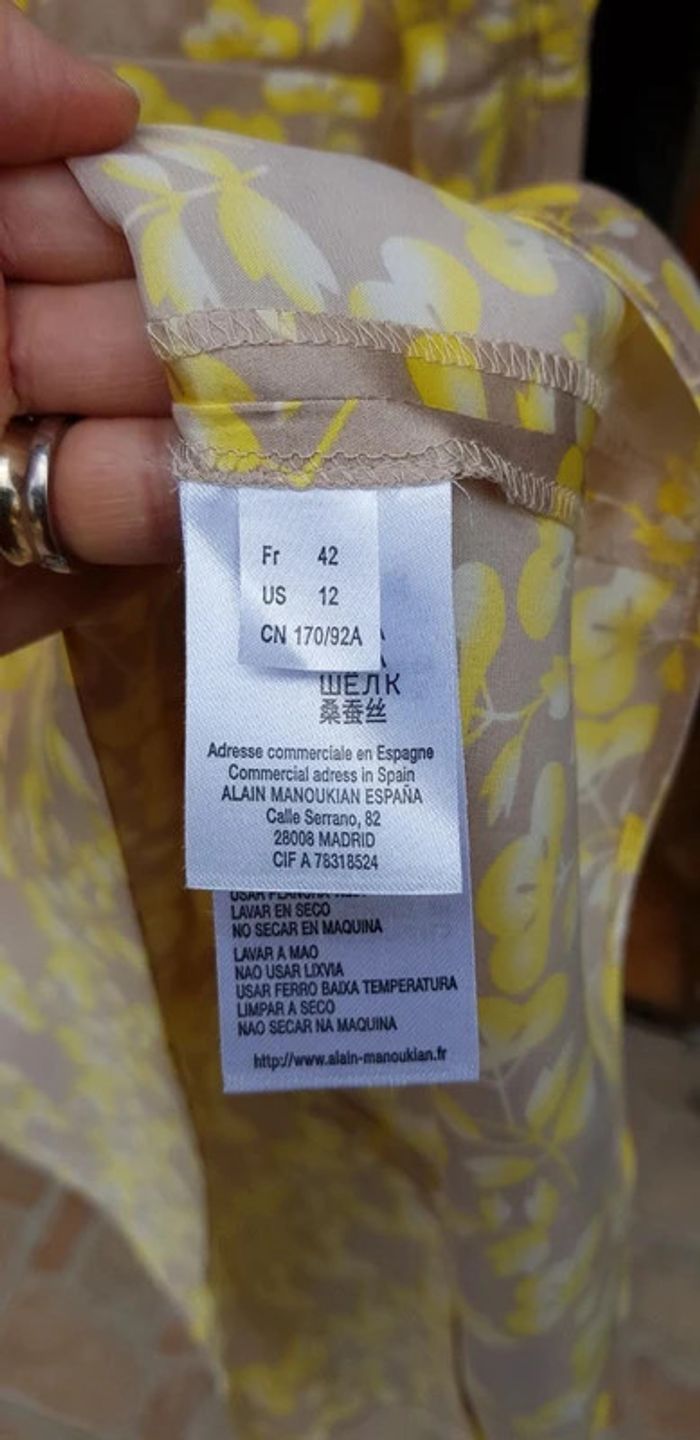 Fr 42
US 12
CN 170/92A
ШЕЛК
桑蚕丝
Adresse commerciale en Espagne
Commercial adress in Spain
ALAIN MANOUKIAN ESPAÑA
Calle Serrano, 82
28008 MADRID
CIF A 78318524
USAR PLANCHA
LAVAR EN SECO
NO SECAR EN MAQUINA
LAVAR A MAO
NAO USAR LIXVIA
USAR FERRO BAIXA TEMPERATURA
LIMPAR A SECO
NAO SECAR NA MAQUINA
http://www.alain-manoukian.fr